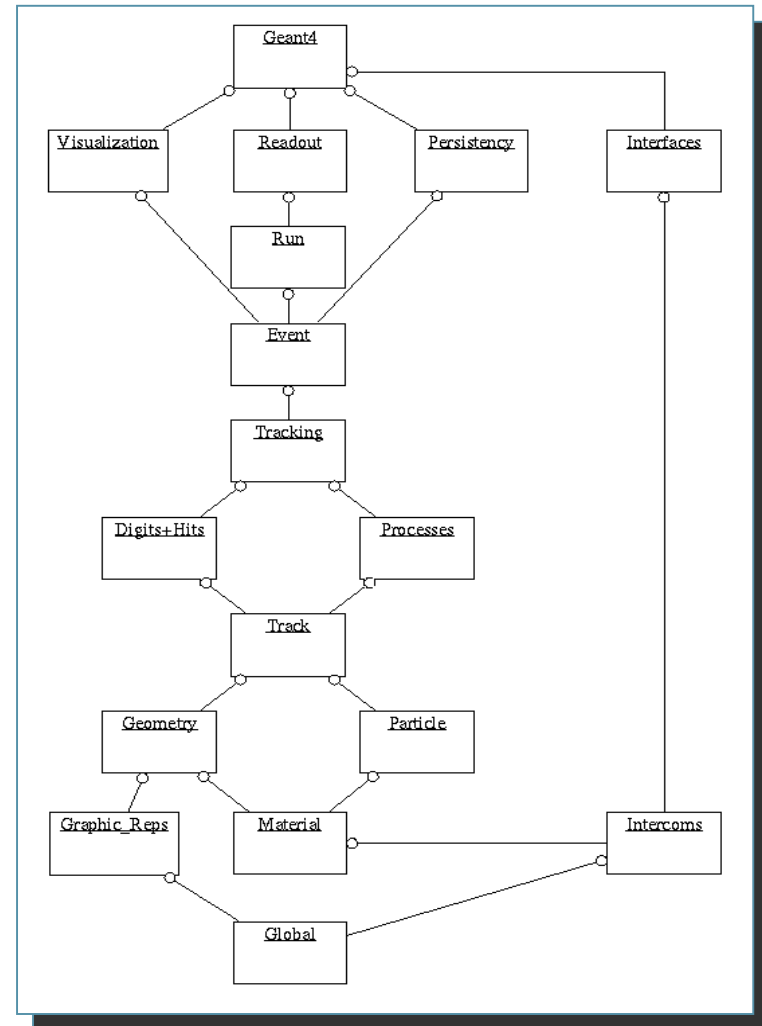 Geant4
Visualization
Readout
Persistency
Interfaces
Run
Event
Tracking
Digits+Hits
Processes
Track
Geometry
Particle
Graphic_Reps
Material
Intercoms
Global